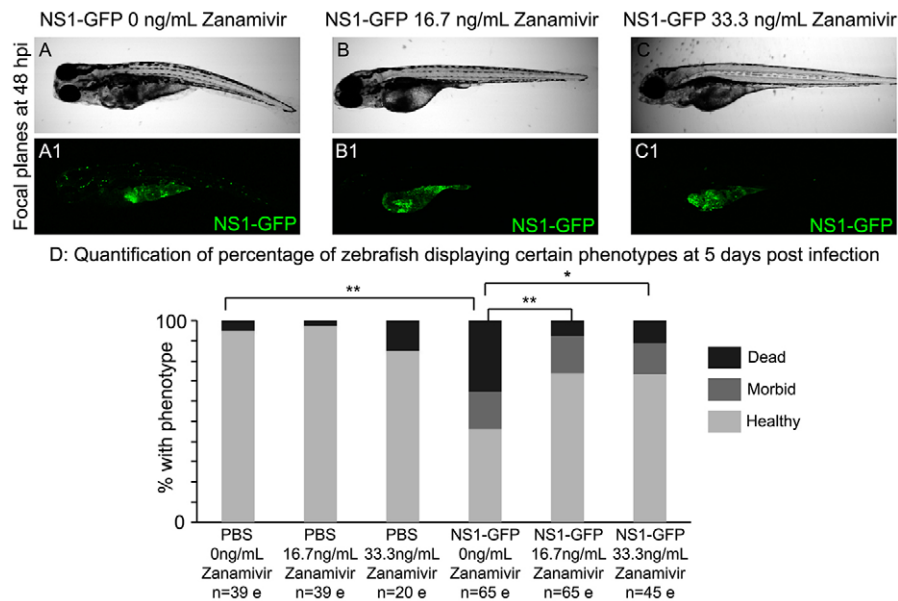 NS1-GFP 0 ng/mL Zanamivir
NS1-GFP 16.7 ng/mL Zanamivir
NS1-GFP 33.3 ng/mL Zanamivir
Focal planes at 48 hpi
A
B
C
A1
NS1-GFP
B1
NS1-GFP
C1
NS1-GFP
D: Quantification of percentage of zebrafish displaying certain phenotypes at 5 days post infection
**
**
*
% with phenotype
100
0
Dead
Morbid
Healthy
PBS
0ng/mL
Zanamivir
n=39 e
PBS
16.7ng/mL
Zanamivir
n=39 e
PBS
33.3ng/mL
Zanamivir
n=20 e
NS1-GFP
0ng/mL
Zanamivir
n=65 e
NS1-GFP
16.7ng/mL
Zanamivir
n=65 e
NS1-GFP
33.3ng/mL
Zanamivir
n=45 e